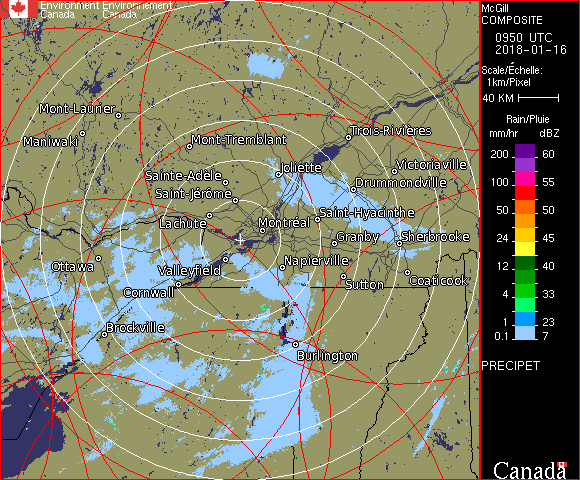 Environment Environnement
Canada Canada
McGill
COMPOSITE
0950 UTC
2018-01-16
Scale/Échelle:
1km/Pixel
40 KM
Rain/Pluie
mm/hr dBZ
200 60
100 55
50 50
24 45
12 40
4 33
2 23
0.1 7
PRECIPET
Canada
Mont-Laurier
Maniwaki
Mont-Tremblant
Trois-Rivières
Sainte-Adèle
Joliette
Victoriaville
Saint-Jérôme
Drummondville
Lachute
Montréal
Saint-Hyacinthe
Granby
Sherbrooke
Ottawa
Valleyfield
Napierville
Cornwall
Sutton
Coaticook
Brockville
Burlington